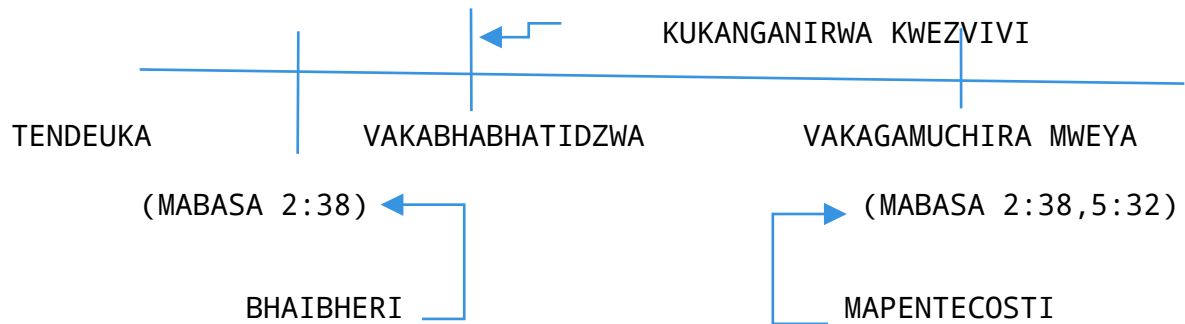 KUKANGANIRWA KWEZVIVI
TENDEUKA VAKABHABHATIDZWA VAKAGAMUCHIRA MWEYA
(MABASA 2:38) (MABASA 2:38,5:32)
BHAIBHERI MAPENTECOSTI